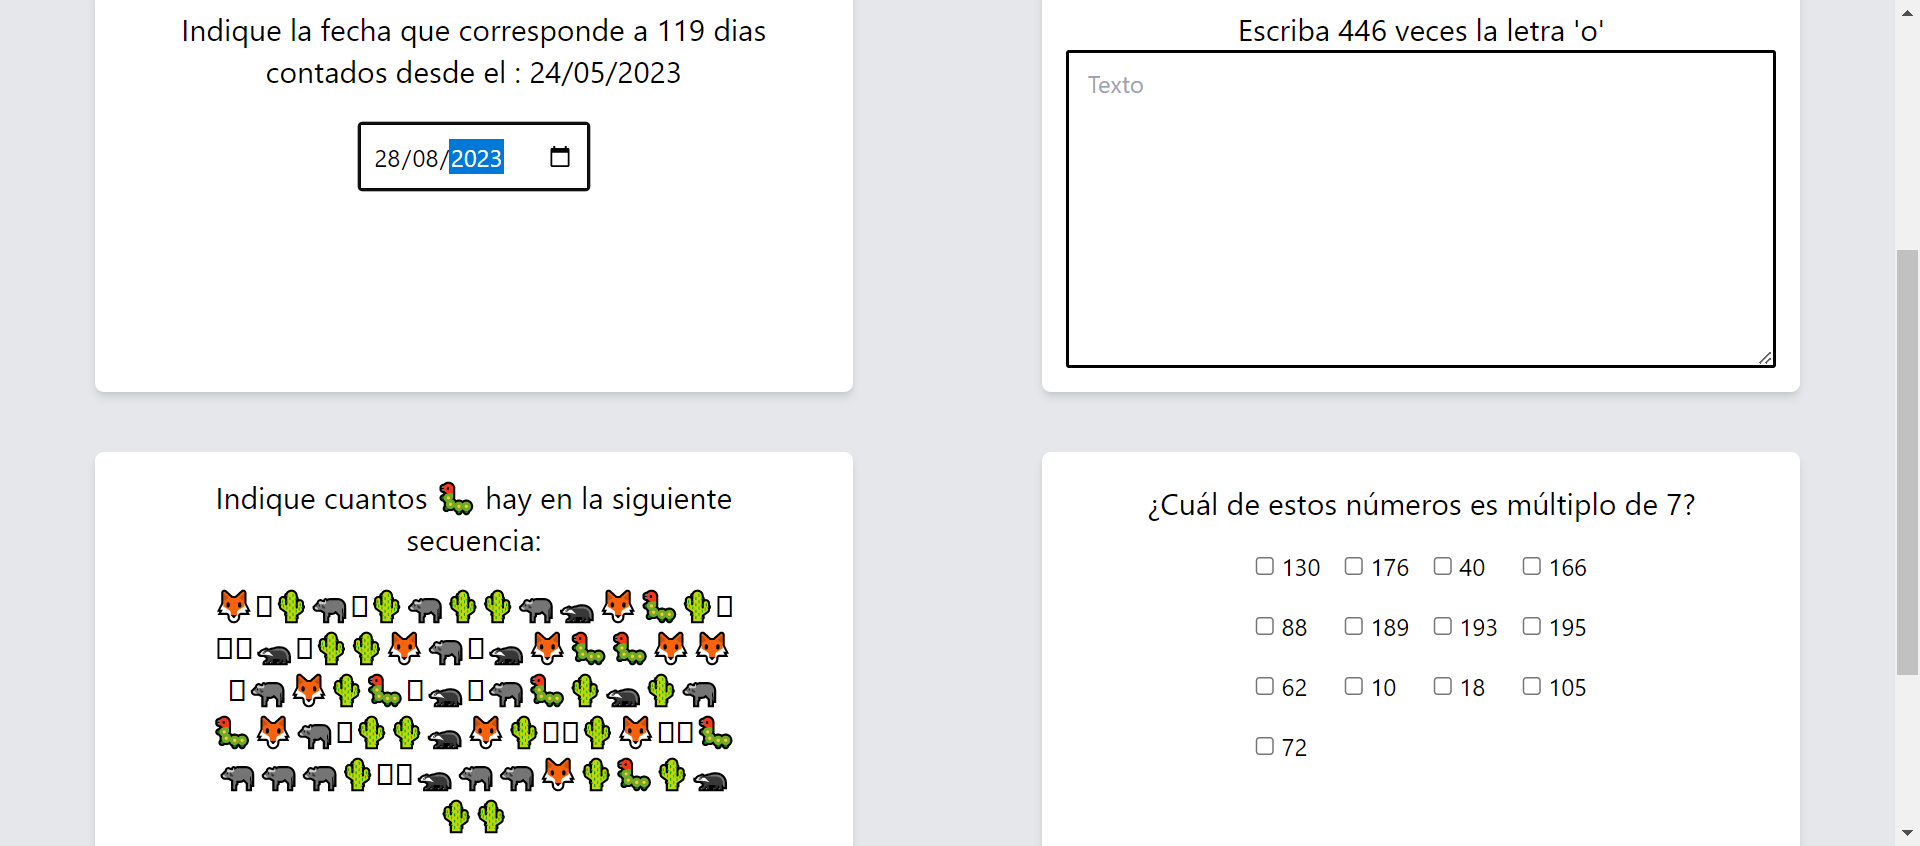 Indique la fecha que corresponde a 119 dias
contados desde el : 24/05/2023
28/08/2023
Escriba 446 veces la letra 'o'
Texto
Indique cuantos 🐛 hay en la siguiente
secuencia:
¿Cuál de estos números es múltiplo de 7?
130 176 40 166
88 189 193 195
62 10 18 105
72